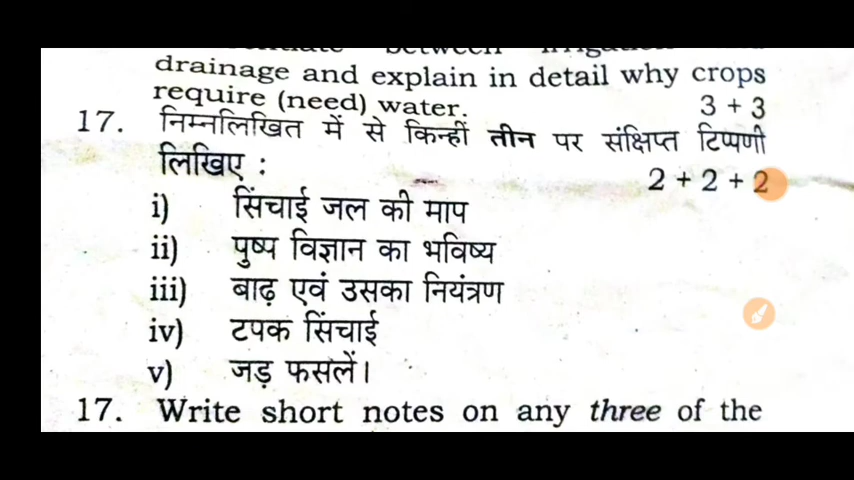 drainage and explain in detail why crops
require (need) water. 3 + 3
17. निम्नलिखित में से किन्हीं तीन पर संक्षिप्त टिप्पणी
लिखिए :
2 + 2 + 2
i) सिंचाई जल की माप
ii) पुष्प विज्ञान का भविष्य
iii) बाढ़ एवं उसका नियंत्रण
iv) टपक सिंचाई
v) जड़ फसलें।
17. Write short notes on any three of the